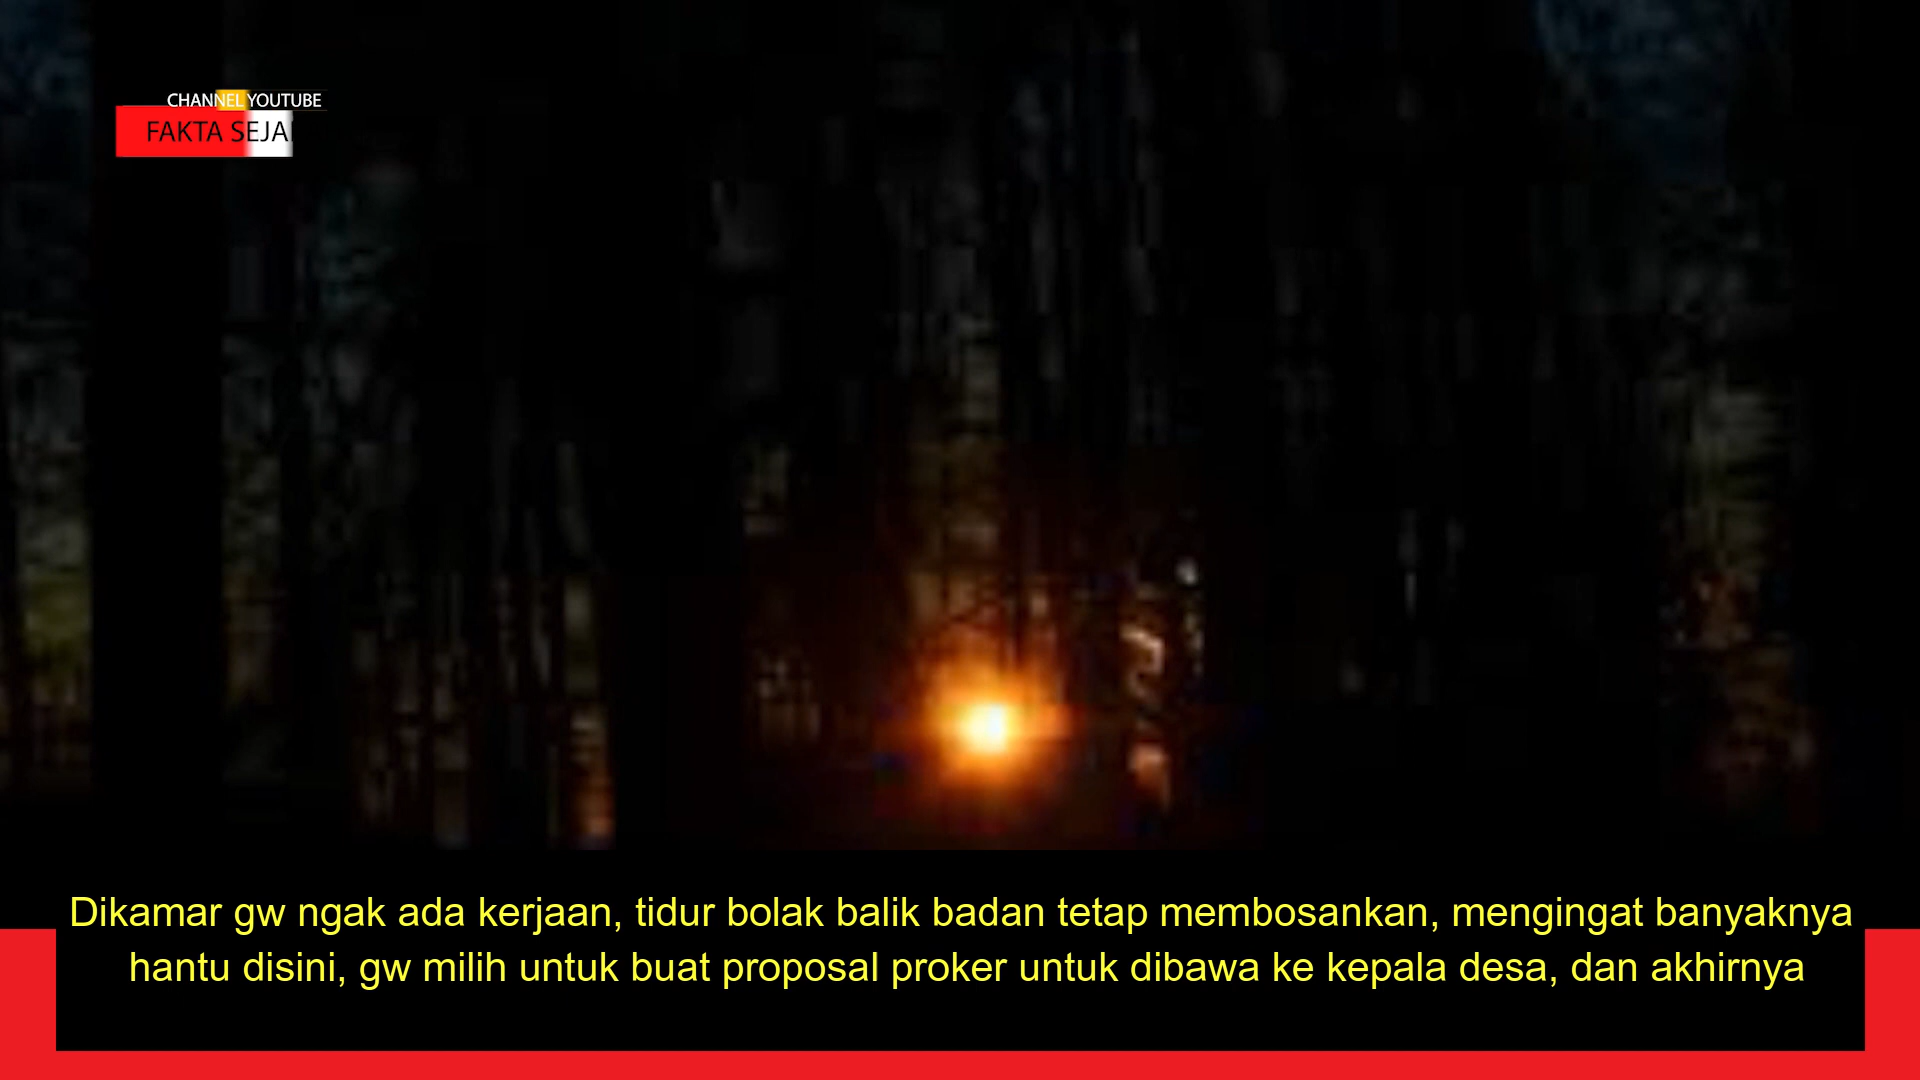 CHANNEL YOUTUBE
FAKTA SEJA
Dikamar gw ngak ada kerjaan, tidur bolak balik badan tetap membosankan, mengingat banyaknya
hantu disini, gw milih untuk buat proposal proker untuk dibawa ke kepala desa, dan akhirnya